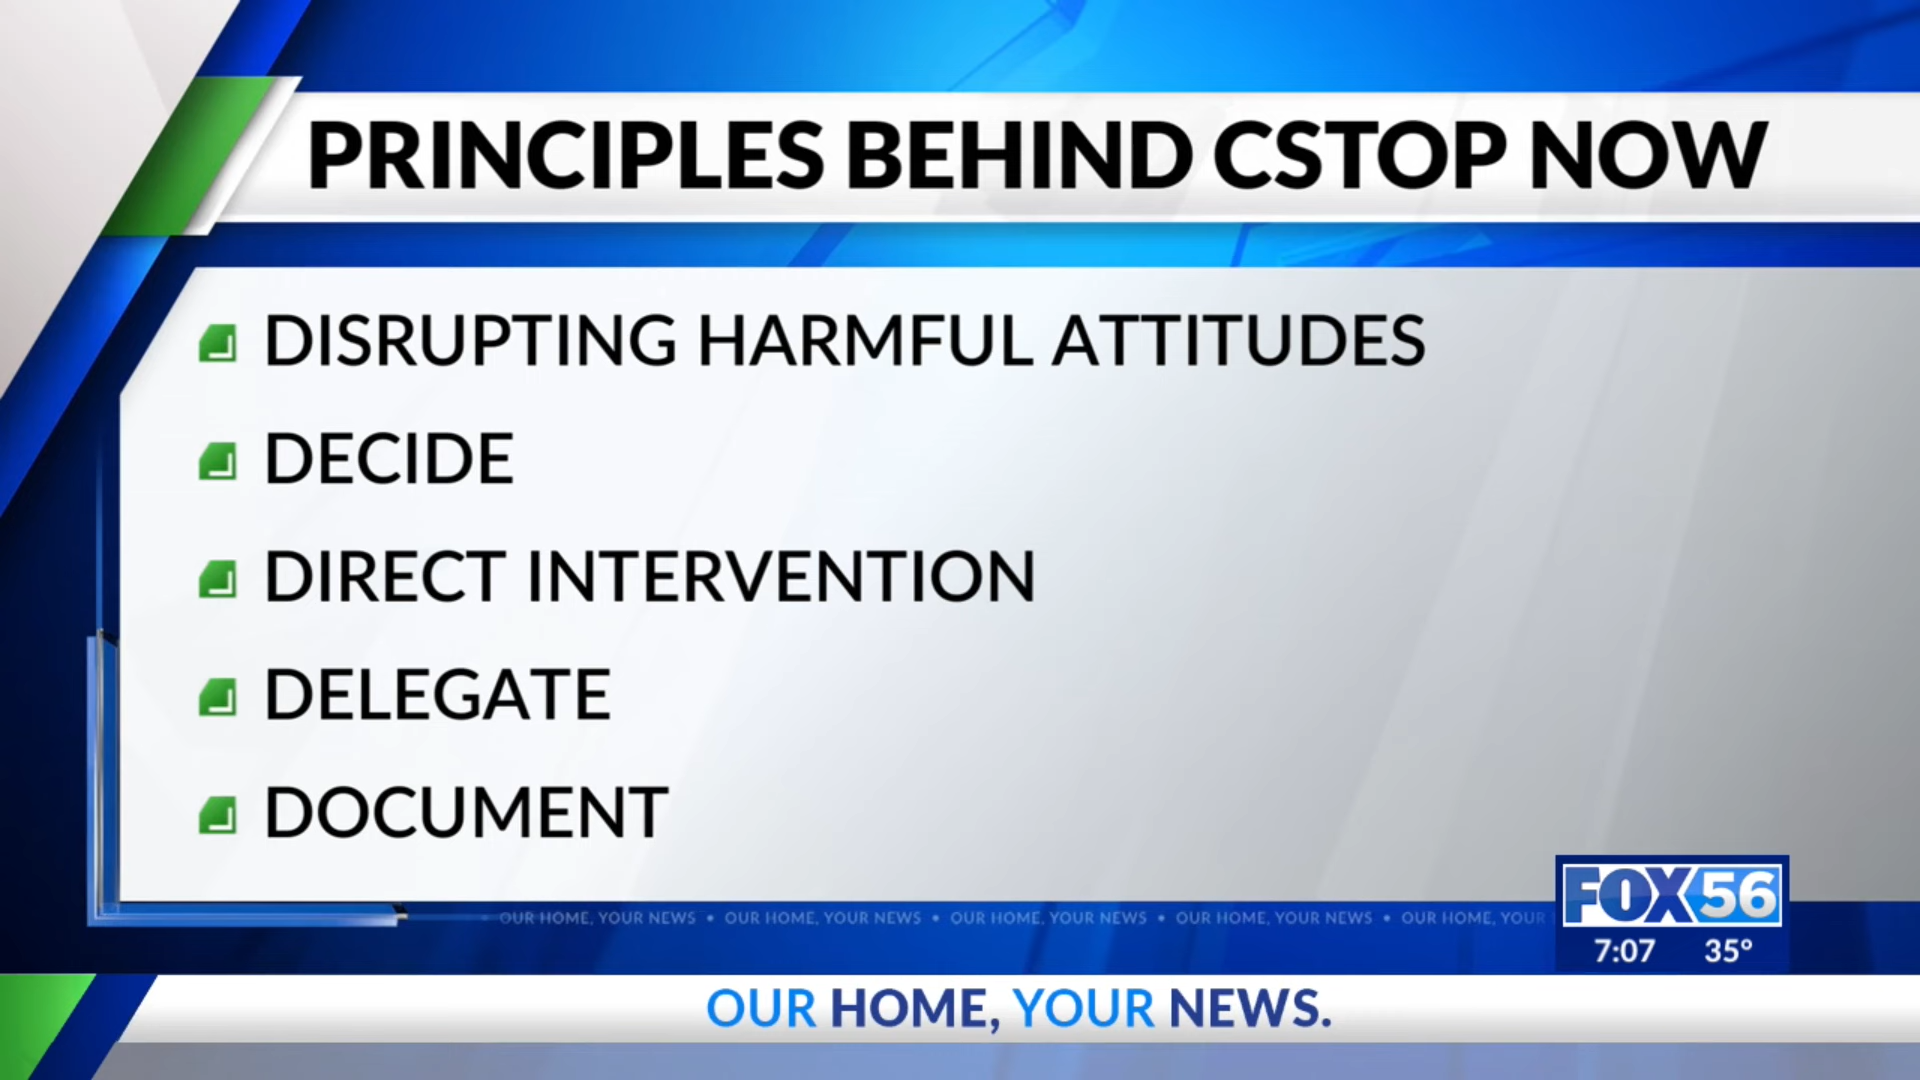 PRINCIPLES BEHIND CSTOP NOW
DISRUPTING HARMFUL ATTITUDES
DECIDE
DIRECT INTERVENTION
DELEGATE
DOCUMENT
OUR HOME, YOUR NEWS • OUR HOME, YOUR NEWS • OUR HOME, YOUR NEWS • OUR HOME, YOUR NEWS • OUR HOME, YOUR
FOX 56
7:07 35°
OUR HOME, YOUR NEWS.